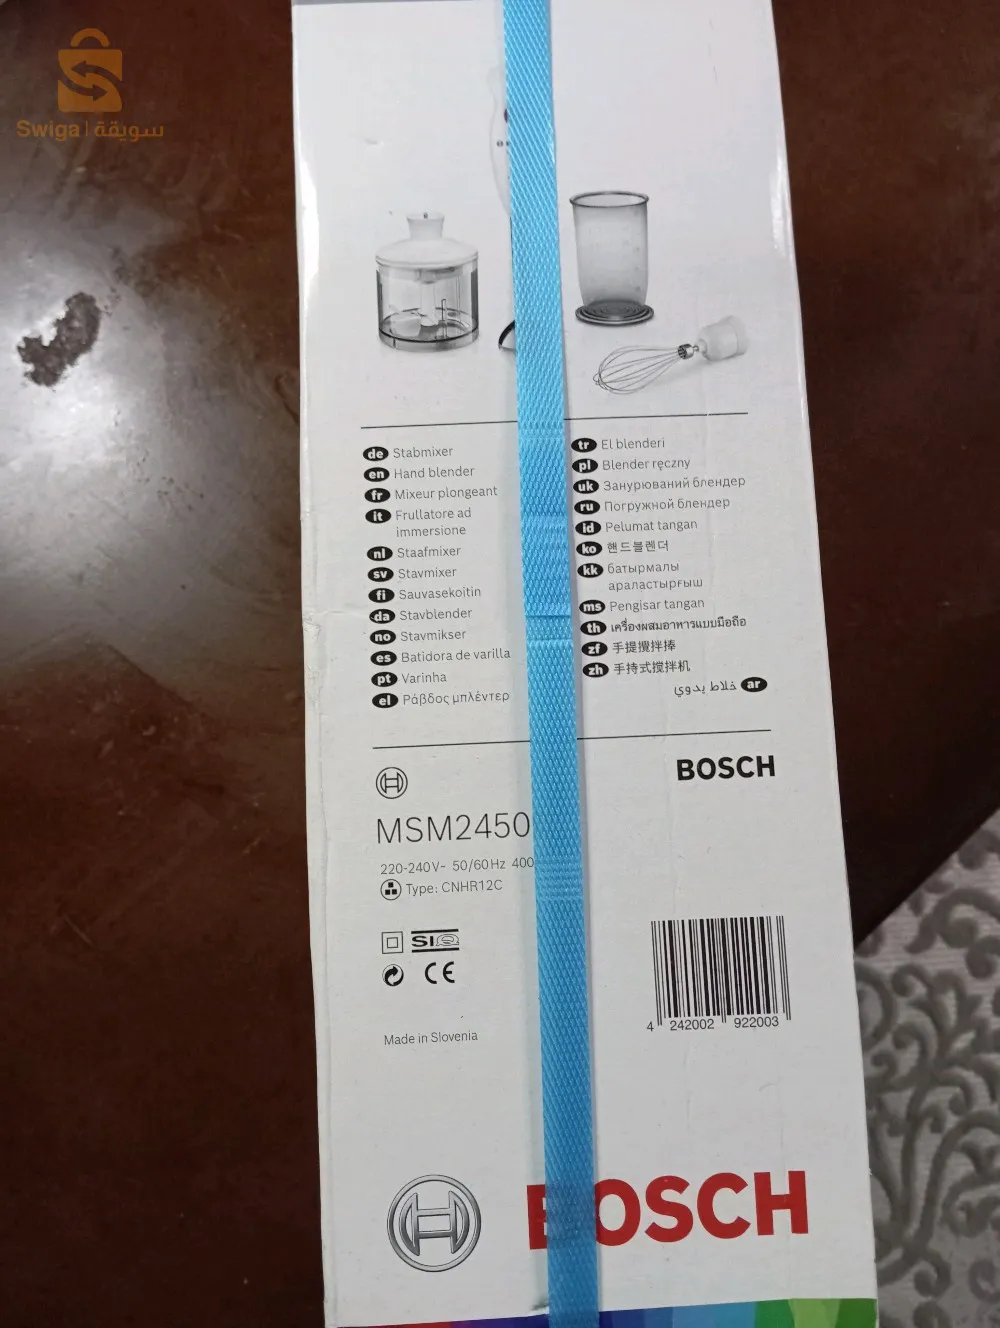 Swiga | سويقة
de Stabmixer
en Hand blender
fr Mixeur plongeant
it Frullatore ad
immersione
nl Staafmixer
sv Stavmixer
fi Sauvasekoitin
da Stavblender
no Stavmikser
es Batidora de varilla
pt Varinha
el Ράβδος μπλέντερ
tr El blenderi
pl Blender ręczny
uk Занурюваний блендер
ru Погружной блендер
id Pelumat tangan
ko 핸드블렌더
kk батырмалы
араластырғыш
ms Pengisar tangan
th เครื่องผสมอาหารแบบมือถือ
zf 手提攪拌棒
zh 手持式搅拌机
ar خلاط يدوي
BOSCH
MSM2450
220-240V~ 50/60Hz 400
Type: CNHR12C
SIQ
CE
4 242002 922003
Made in Slovenia
BOSCH